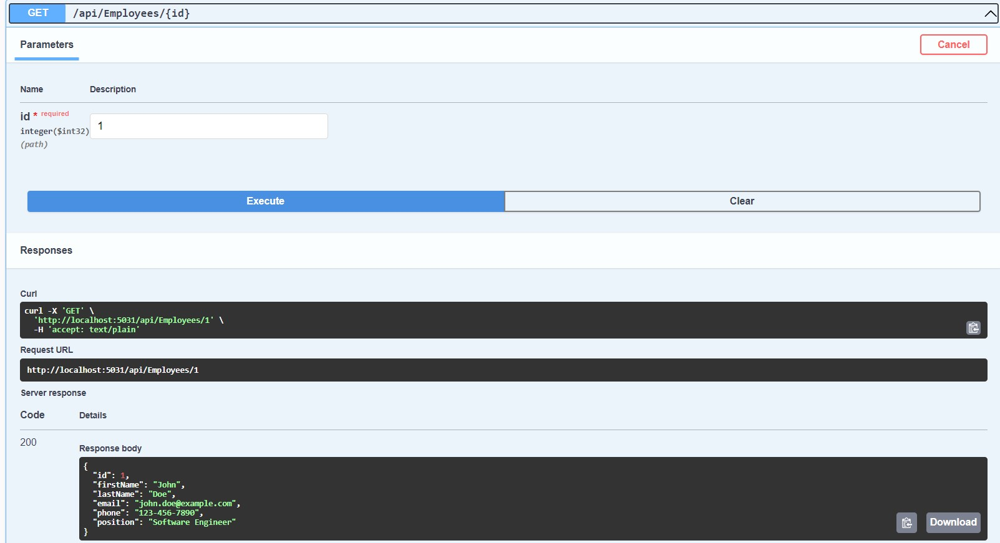 GET /api/Employees/{id}
Parameters
Cancel
Name Description
id * required
integer($int32)
(path)
1
Execute Clear
Responses
Curl
curl -X 'GET' \
  'http://localhost:5031/api/Employees/1' \
  -H 'accept: text/plain'
Request URL
http://localhost:5031/api/Employees/1
Server response
Code Details
200
Response body
{
  "id": 1,
  "firstName": "John",
  "lastName": "Doe",
  "email": "john.doe@example.com",
  "phone": "123-456-7890",
  "position": "Software Engineer"
}
Download